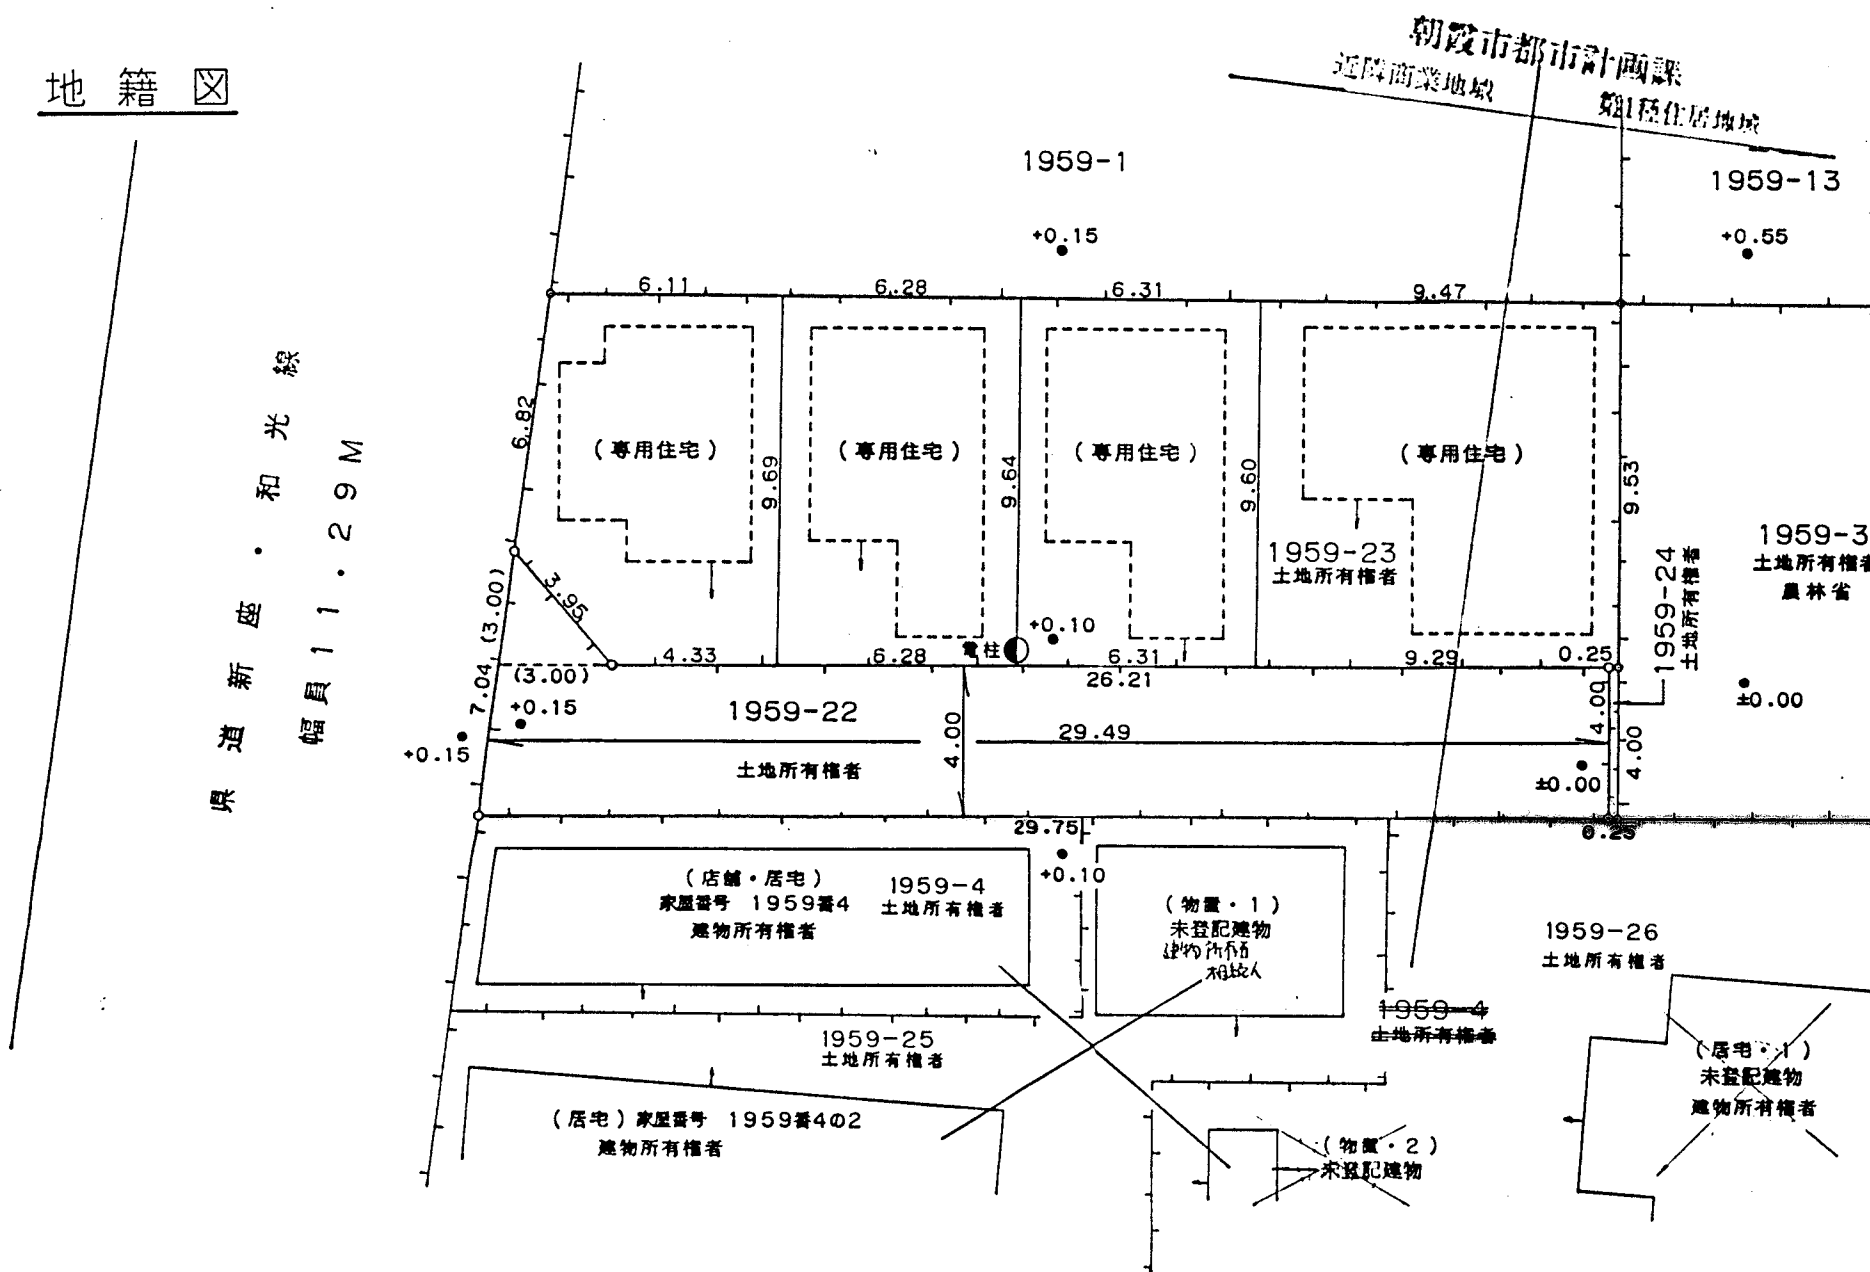 地籍図
朝霞市都市計画課
近隣商業地域
第1種住居地域
1959-1
1959-13
+0.15
+0.55
6.11
6.28
6.31
9.47
県道新座・和光線
幅員11・29M
6.82
(専用住宅)
(専用住宅)
(専用住宅)
(専用住宅)
9.69
9.64
9.60
9.53
1959-23
土地所有権者
1959-24
土地所有権者
1959-3
土地所有権者
農林省
3.95
(3.00)
7.04
(3.00)
4.33
6.28
電柱
+0.10
6.31
9.29
0.25
26.21
+0.15
+0.15
1959-22
4.00
29.49
土地所有権者
4.00
4.00
±0.00
±0.00
29.75
0.25
+0.10
(店舗・居宅)
家屋番号 1959番4
建物所有権者
1959-4
土地所有権者
(物置・1)
未登記建物
建物所有
相続人
1959-26
土地所有権者
1959-4
土地所有権者
1959-25
土地所有権者
(居宅)家屋番号 1959番4の2
建物所有権者
(物置・2)
未登記建物
(居宅・1)
未登記建物
建物所有権者